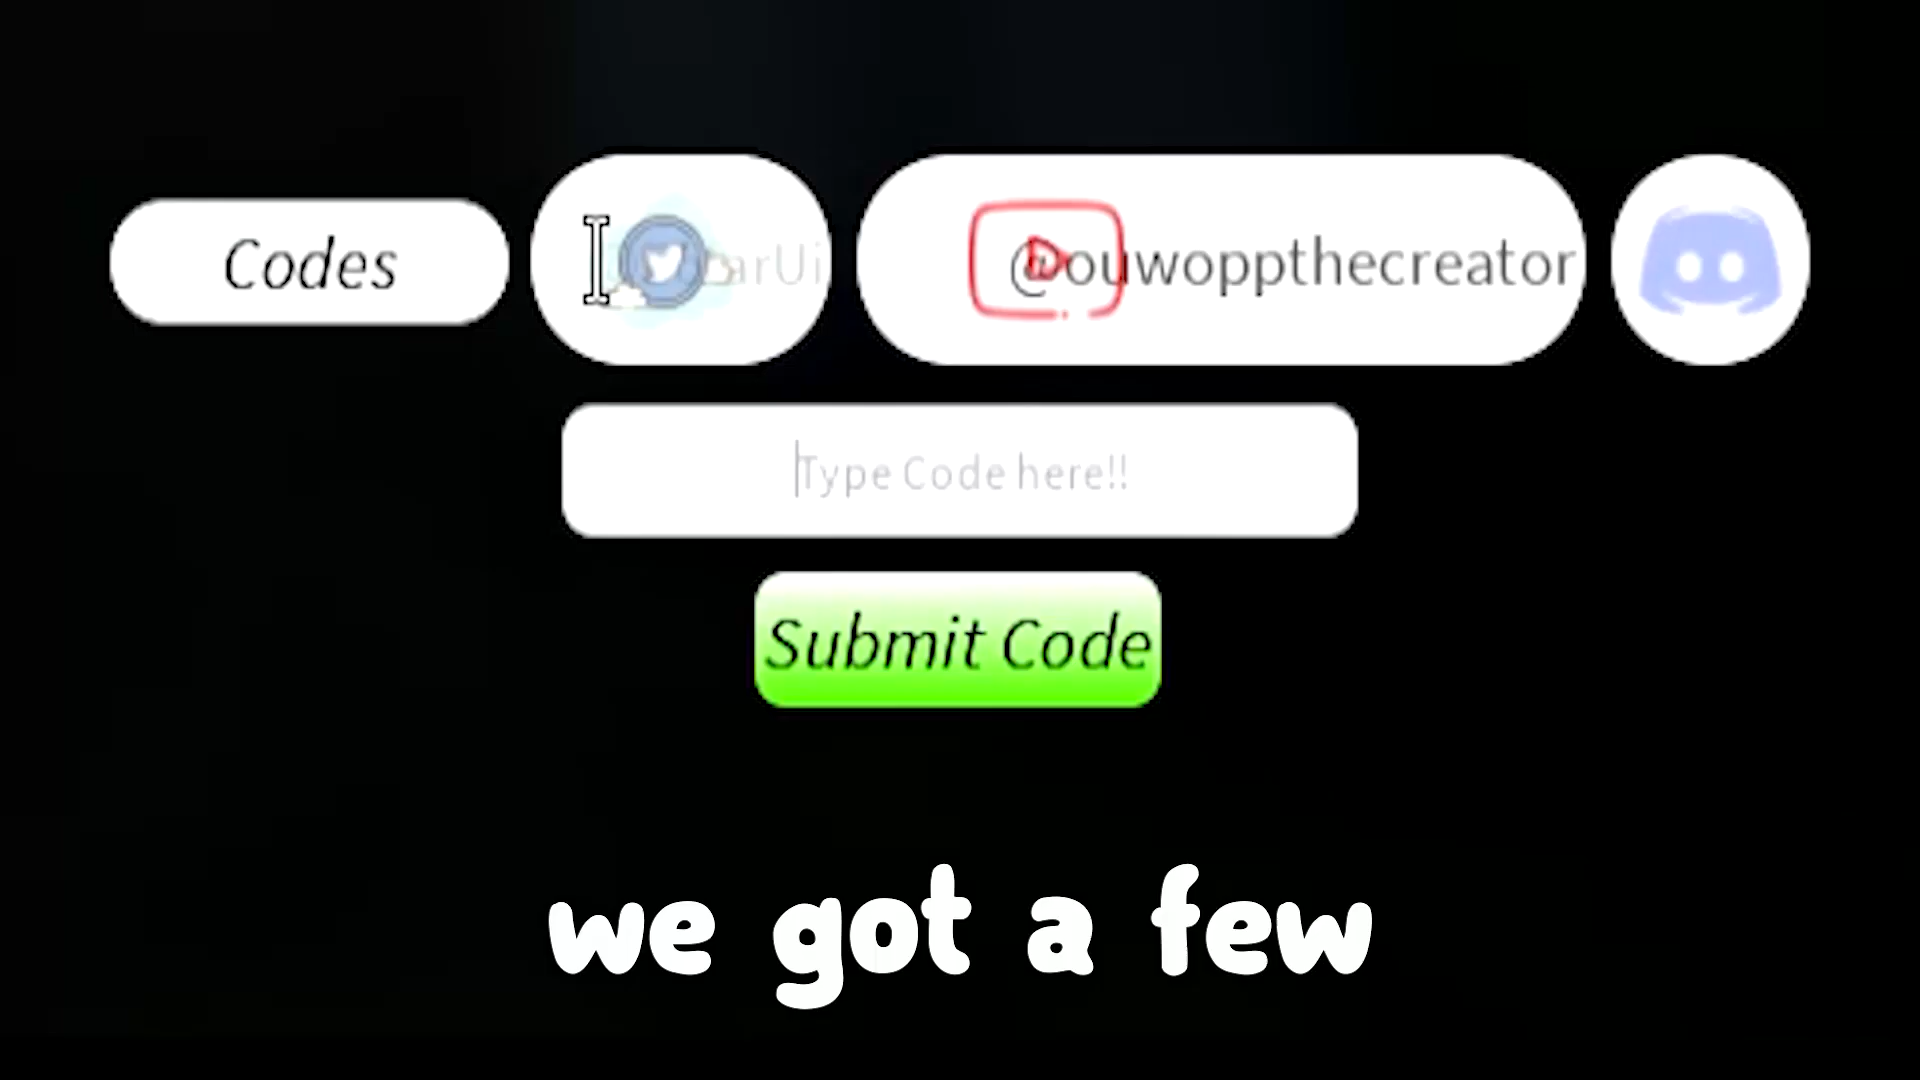 Codes
@ouwoppthecreator
Type Code here!!
Submit Code
we got a few